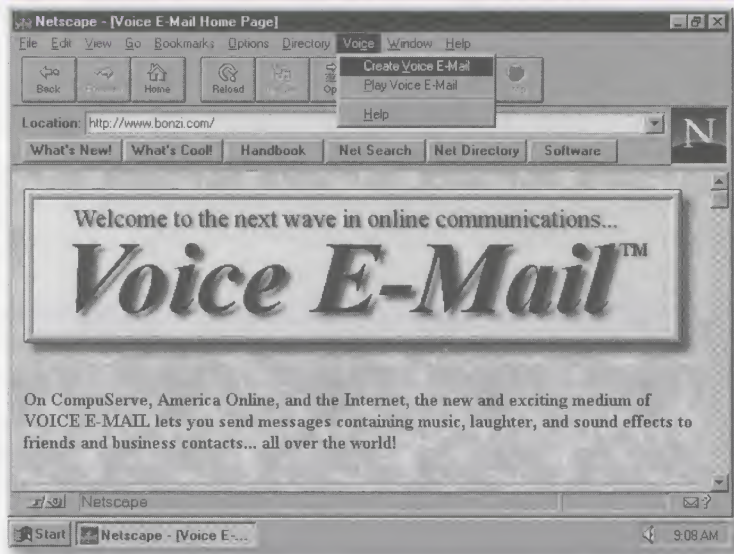 Netscape - [Voice E-Mail Home Page]
File Edit View Go Bookmarks Options Directory Voice Window Help
Create Voice E-Mail
Play Voice E-Mail
Help
Back Home Reload
Location: http://www.bonzi.com/
N
What's New! What's Cool! Handbook Net Search Net Directory Software
Welcome to the next wave in online communications...
Voice E-Mail™
On CompuServe, America Online, and the Internet, the new and exciting medium of
VOICE E-MAIL lets you send messages containing music, laughter, and sound effects to
friends and business contacts... all over the world!
Netscape
Start Netscape - [Voice E-... 9:08 AM